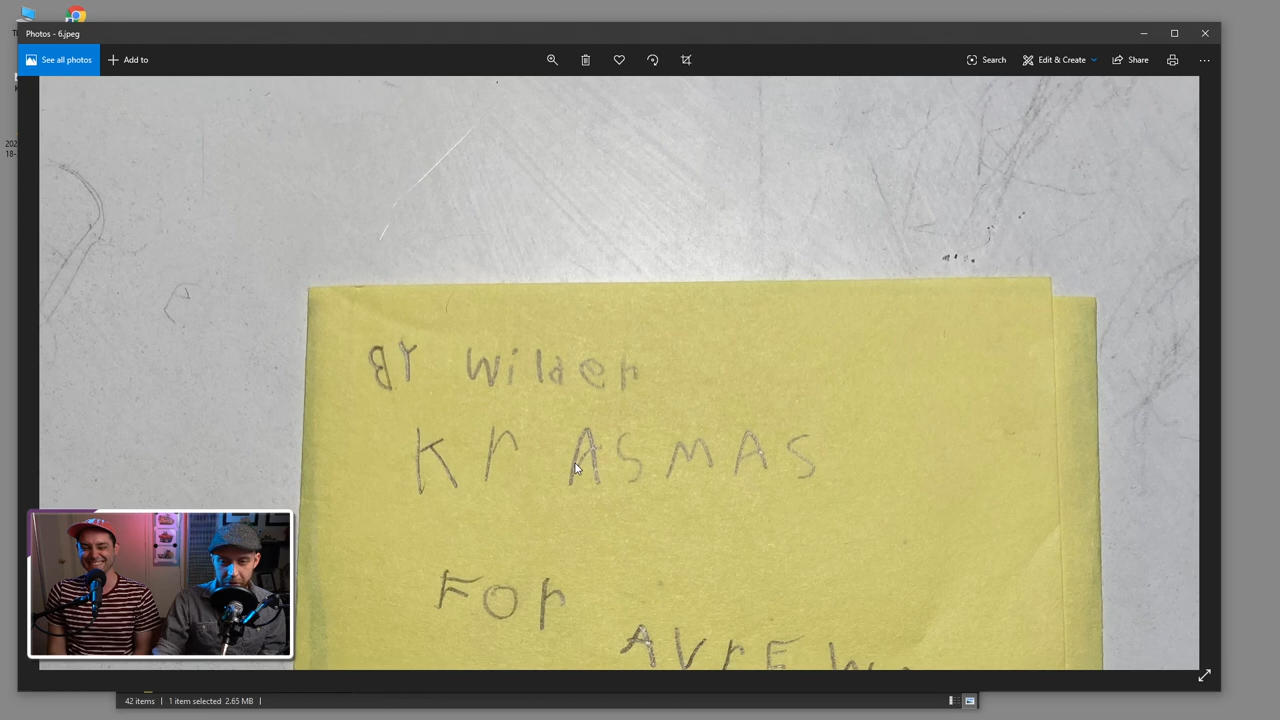 Photos - 6.jpeg
See all photos
Add to
Search
Edit & Create
Share
BY Wilder
Kr ASMAS
For
42 items
1 item selected 2.65 MB